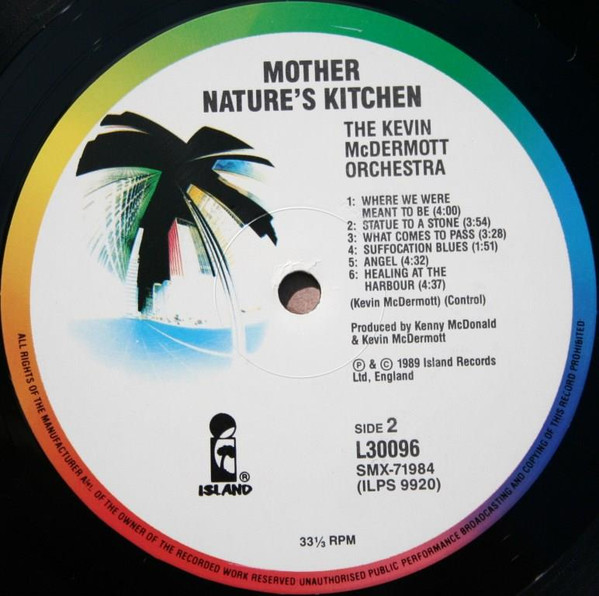 MOTHER
NATURE'S KITCHEN
THE KEVIN
McDERMOTT
ORCHESTRA
1: WHERE WE WERE
MEANT TO BE (4:00)
2: STATUE TO A STONE (3:54)
3: WHAT COMES TO PASS (3:28)
4: SUFFOCATION BLUES (1:51)
5: ANGEL (4:32)
6: HEALING AT THE
HARBOUR (4:37)
(Kevin McDermott) (Control)
Produced by Kenny McDonald
& Kevin McDermott
℗ & © 1989 Island Records
Ltd, England
SIDE 2
L30096
SMX-71984
(ILPS 9920)
®
ISLAND
33⅓ RPM
ALL RIGHTS OF THE MANUFACTURER AND OF THE OWNER OF THE RECORDED WORK RESERVED UNAUTHORISED PUBLIC PERFORMANCE BROADCASTING AND COPYING OF THIS RECORD PROHIBITED